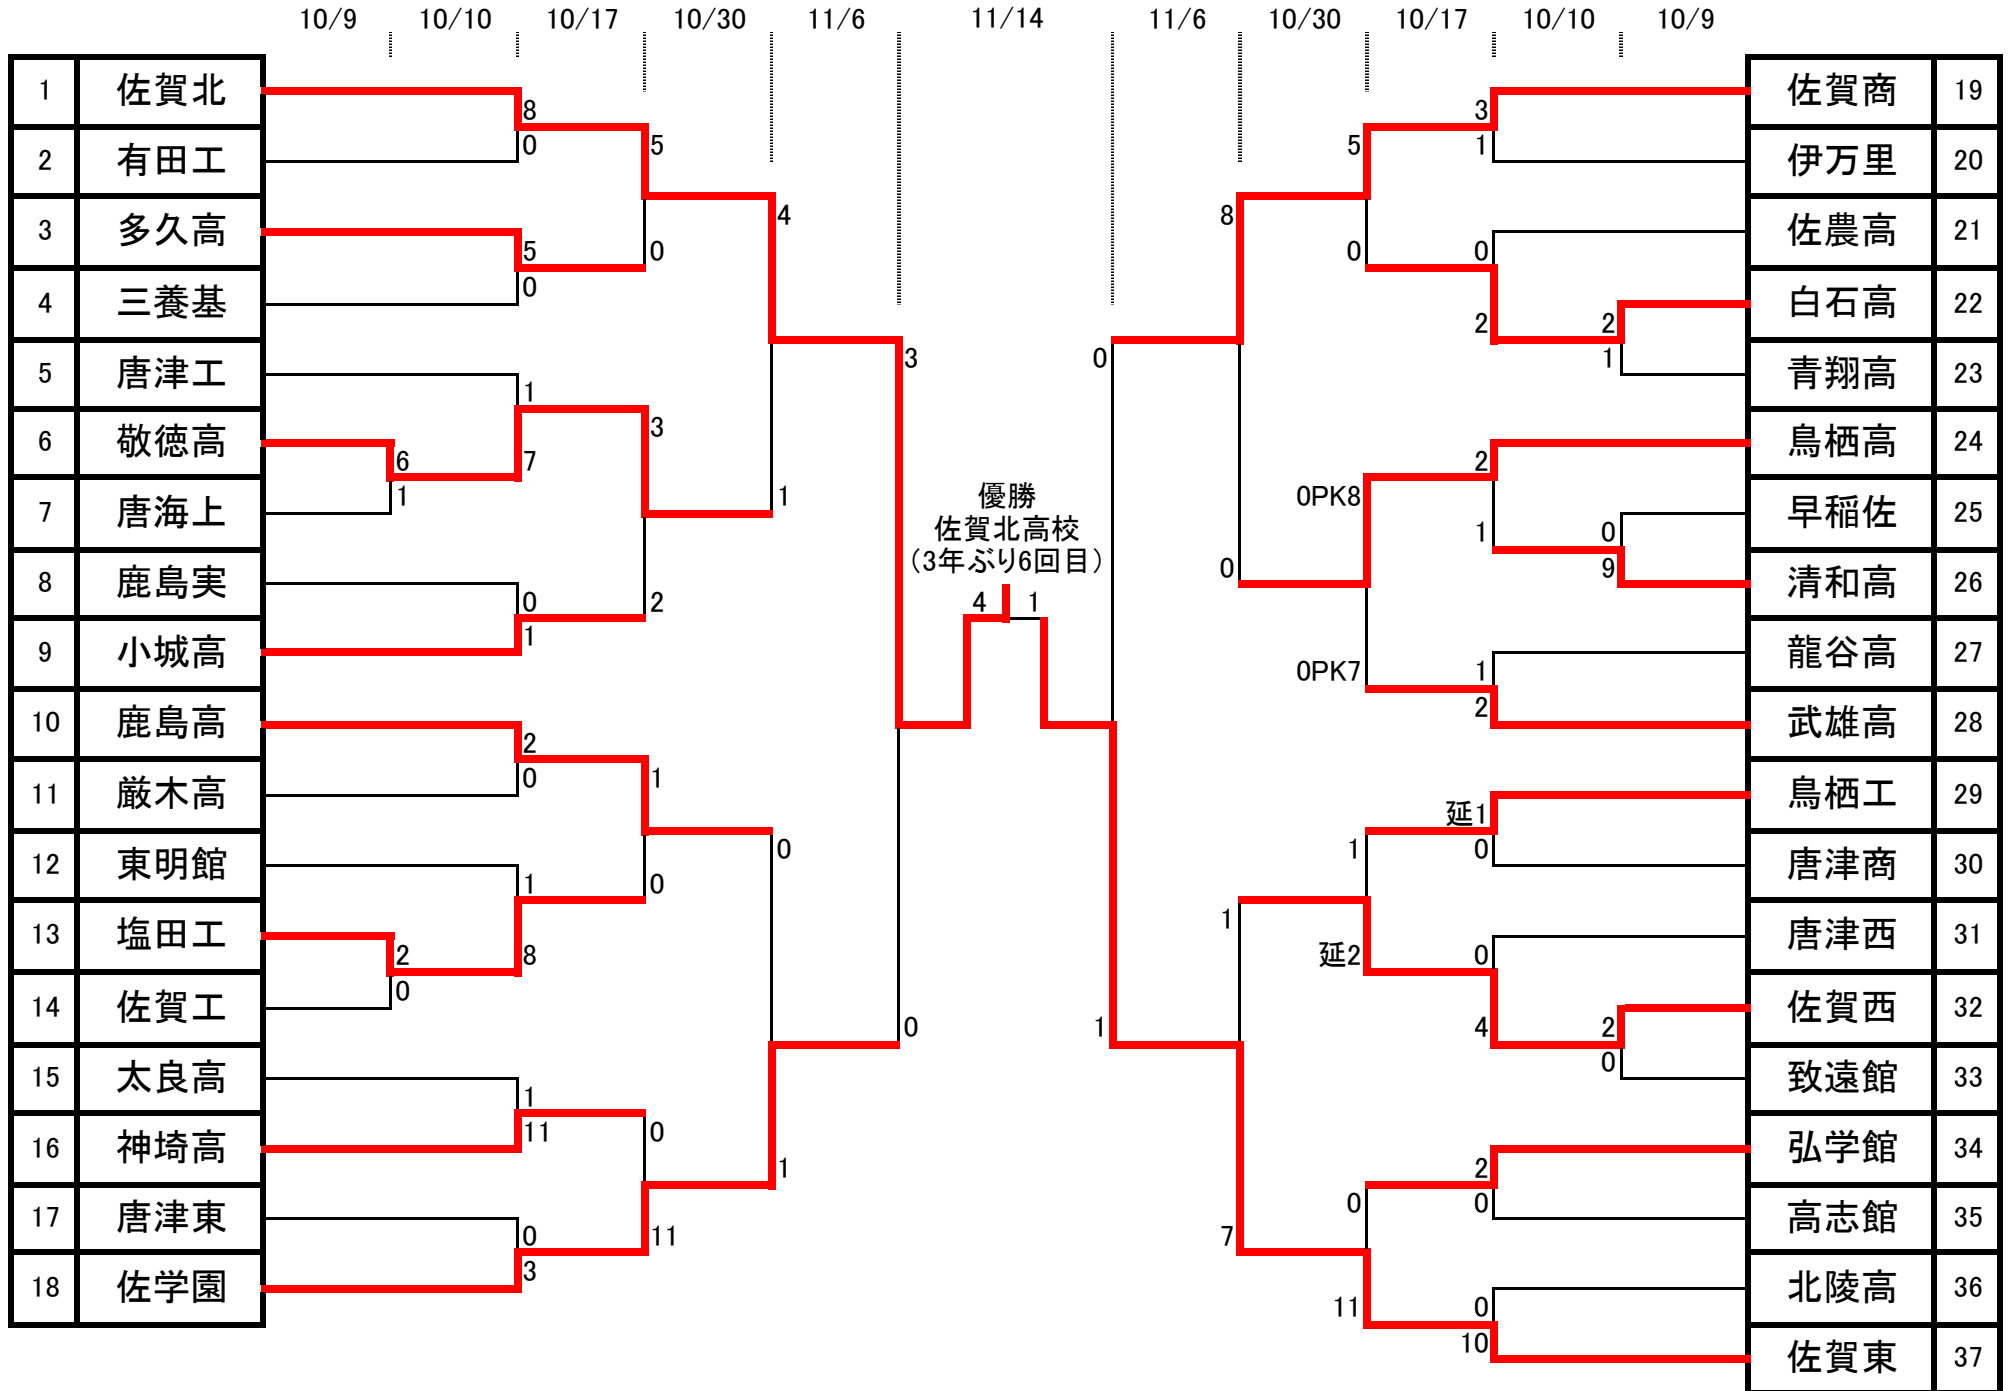 10/9 10/10 10/17 10/30 11/6 11/14 11/6 10/30 10/17 10/10 10/9
1 佐賀北
2 有田工
3 多久高
4 三養基
5 唐津工
6 敬徳高
7 唐海上
8 鹿島実
9 小城高
10 鹿島高
11 厳木高
12 東明館
13 塩田工
14 佐賀工
15 太良高
16 神埼高
17 唐津東
18 佐学園
6
1
2
0
8
0
5
0
1
7
0
1
2
0
1
8
1
11
0
3
5
0
3
2
1
0
0
11
4
1
0
1
3
0
優勝
佐賀北高校
（3年ぶり6回目）
4 1
0
1
8
0
1
7
5
0
0PK8
0PK7
1
延2
0
11
3
1
0
2
2
1
1
2
延1
0
0
4
2
0
0
10
2
1
0
9
2
0
佐賀商 19
伊万里 20
佐農高 21
白石高 22
青翔高 23
鳥栖高 24
早稲佐 25
清和高 26
龍谷高 27
武雄高 28
鳥栖工 29
唐津商 30
唐津西 31
佐賀西 32
致遠館 33
弘学館 34
高志館 35
北陵高 36
佐賀東 37